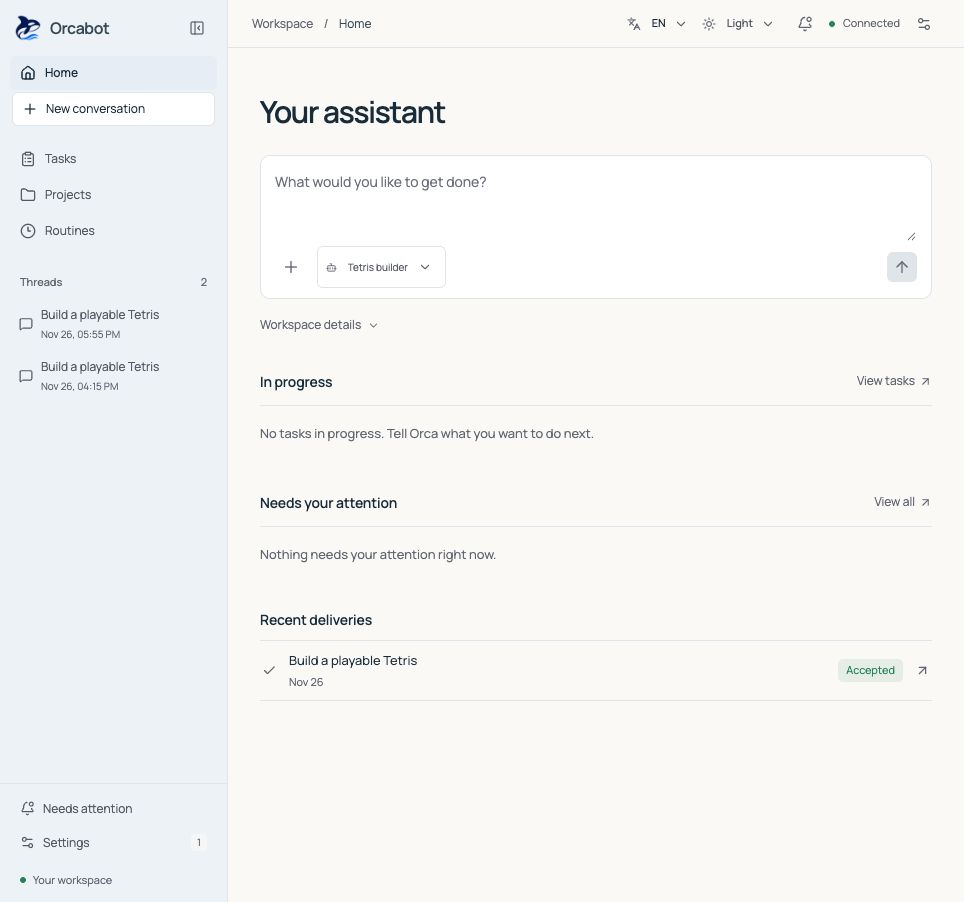 Orcabot
Home
New conversation
Tasks
Projects
Routines
Threads 2
Build a playable Tetris
Nov 26, 05:55 PM
Build a playable Tetris
Nov 26, 04:15 PM
Needs attention
Settings 1
Your workspace
Workspace / Home
EN Light Connected
Your assistant
What would you like to get done?
Tetris builder
Workspace details
In progress View tasks
No tasks in progress. Tell Orca what you want to do next.
Needs your attention View all
Nothing needs your attention right now.
Recent deliveries
Build a playable Tetris
Nov 26
Accepted